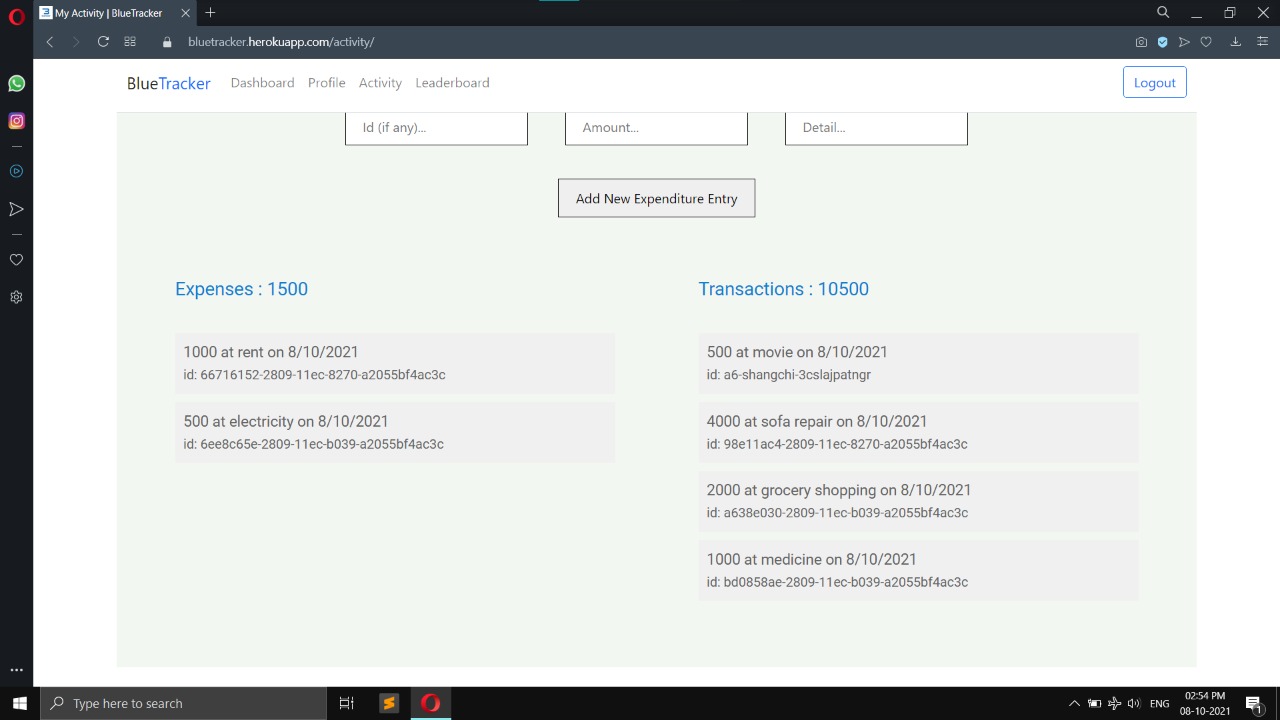 My Activity | BlueTracker
bluetracker.herokuapp.com/activity/
BlueTracker Dashboard Profile Activity Leaderboard Logout
Id (if any)... Amount... Detail...
Add New Expenditure Entry
Expenses : 1500
1000 at rent on 8/10/2021
id: 66716152-2809-11ec-8270-a2055bf4ac3c
500 at electricity on 8/10/2021
id: 6ee8c65e-2809-11ec-b039-a2055bf4ac3c
Transactions : 10500
500 at movie on 8/10/2021
id: a6-shangchi-3cslajpatngr
4000 at sofa repair on 8/10/2021
id: 98e11ac4-2809-11ec-8270-a2055bf4ac3c
2000 at grocery shopping on 8/10/2021
id: a638e030-2809-11ec-b039-a2055bf4ac3c
1000 at medicine on 8/10/2021
id: bd0858ae-2809-11ec-b039-a2055bf4ac3c
Type here to search
ENG
02:54 PM
08-10-2021
1